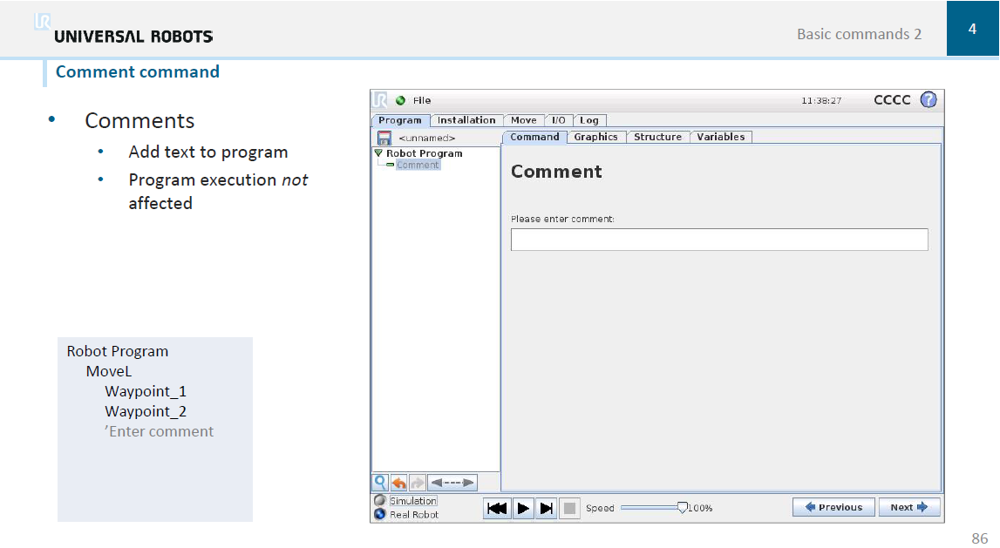 UR
UNIVERSAL ROBOTS
Basic commands 2
4
Comment command
• Comments
• Add text to program
• Program execution not
affected
Robot Program
MoveL
Waypoint_1
Waypoint_2
’Enter comment
UR File 11:38:27 CCCC ?
Program Installation Move I/O Log
<unnamed> Command Graphics Structure Variables
Robot Program
Comment
Comment
Please enter comment:
Simulation
Real Robot
Speed 100%
Previous Next
86